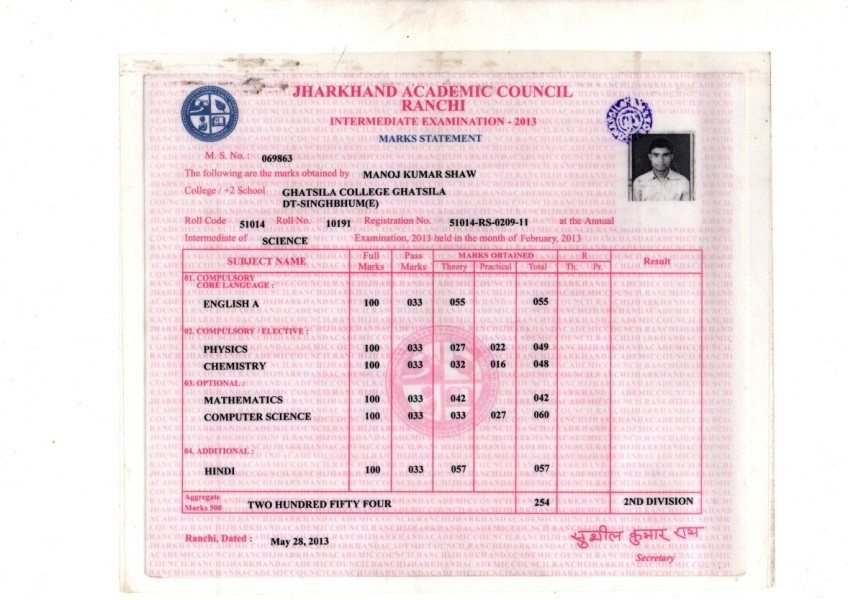 JHARKHAND ACADEMIC COUNCIL
RANCHI
INTERMEDIATE EXAMINATION - 2013
MARKS STATEMENT
M. S. No. : 069863
The following are the marks obtained by MANOJ KUMAR SHAW
College / +2 School GHATSILA COLLEGE GHATSILA
DT-SINGHBHUM(E)
Roll Code 51014 Roll No. 10191 Registration No. 51014-RS-0209-11 at the Annual
Intermediate of SCIENCE Examination, 2013 held in the month of February, 2013
SUBJECT NAME Full Marks Pass Marks MARKS OBTAINED R Result
Theory Practical Total Th. Pr.
01. COMPULSORY
CORE LANGUAGE :
ENGLISH A 100 033 055 055
02. COMPULSORY / ELECTIVE :
PHYSICS 100 033 027 022 049
CHEMISTRY 100 033 032 016 048
03. OPTIONAL :
MATHEMATICS 100 033 042 042
COMPUTER SCIENCE 100 033 033 027 060
04. ADDITIONAL :
HINDI 100 033 057 057
Aggregate
Marks 500 TWO HUNDRED FIFTY FOUR 254 2ND DIVISION
Ranchi, Dated : May 28, 2013
सुशील कुमार राय
Secretary